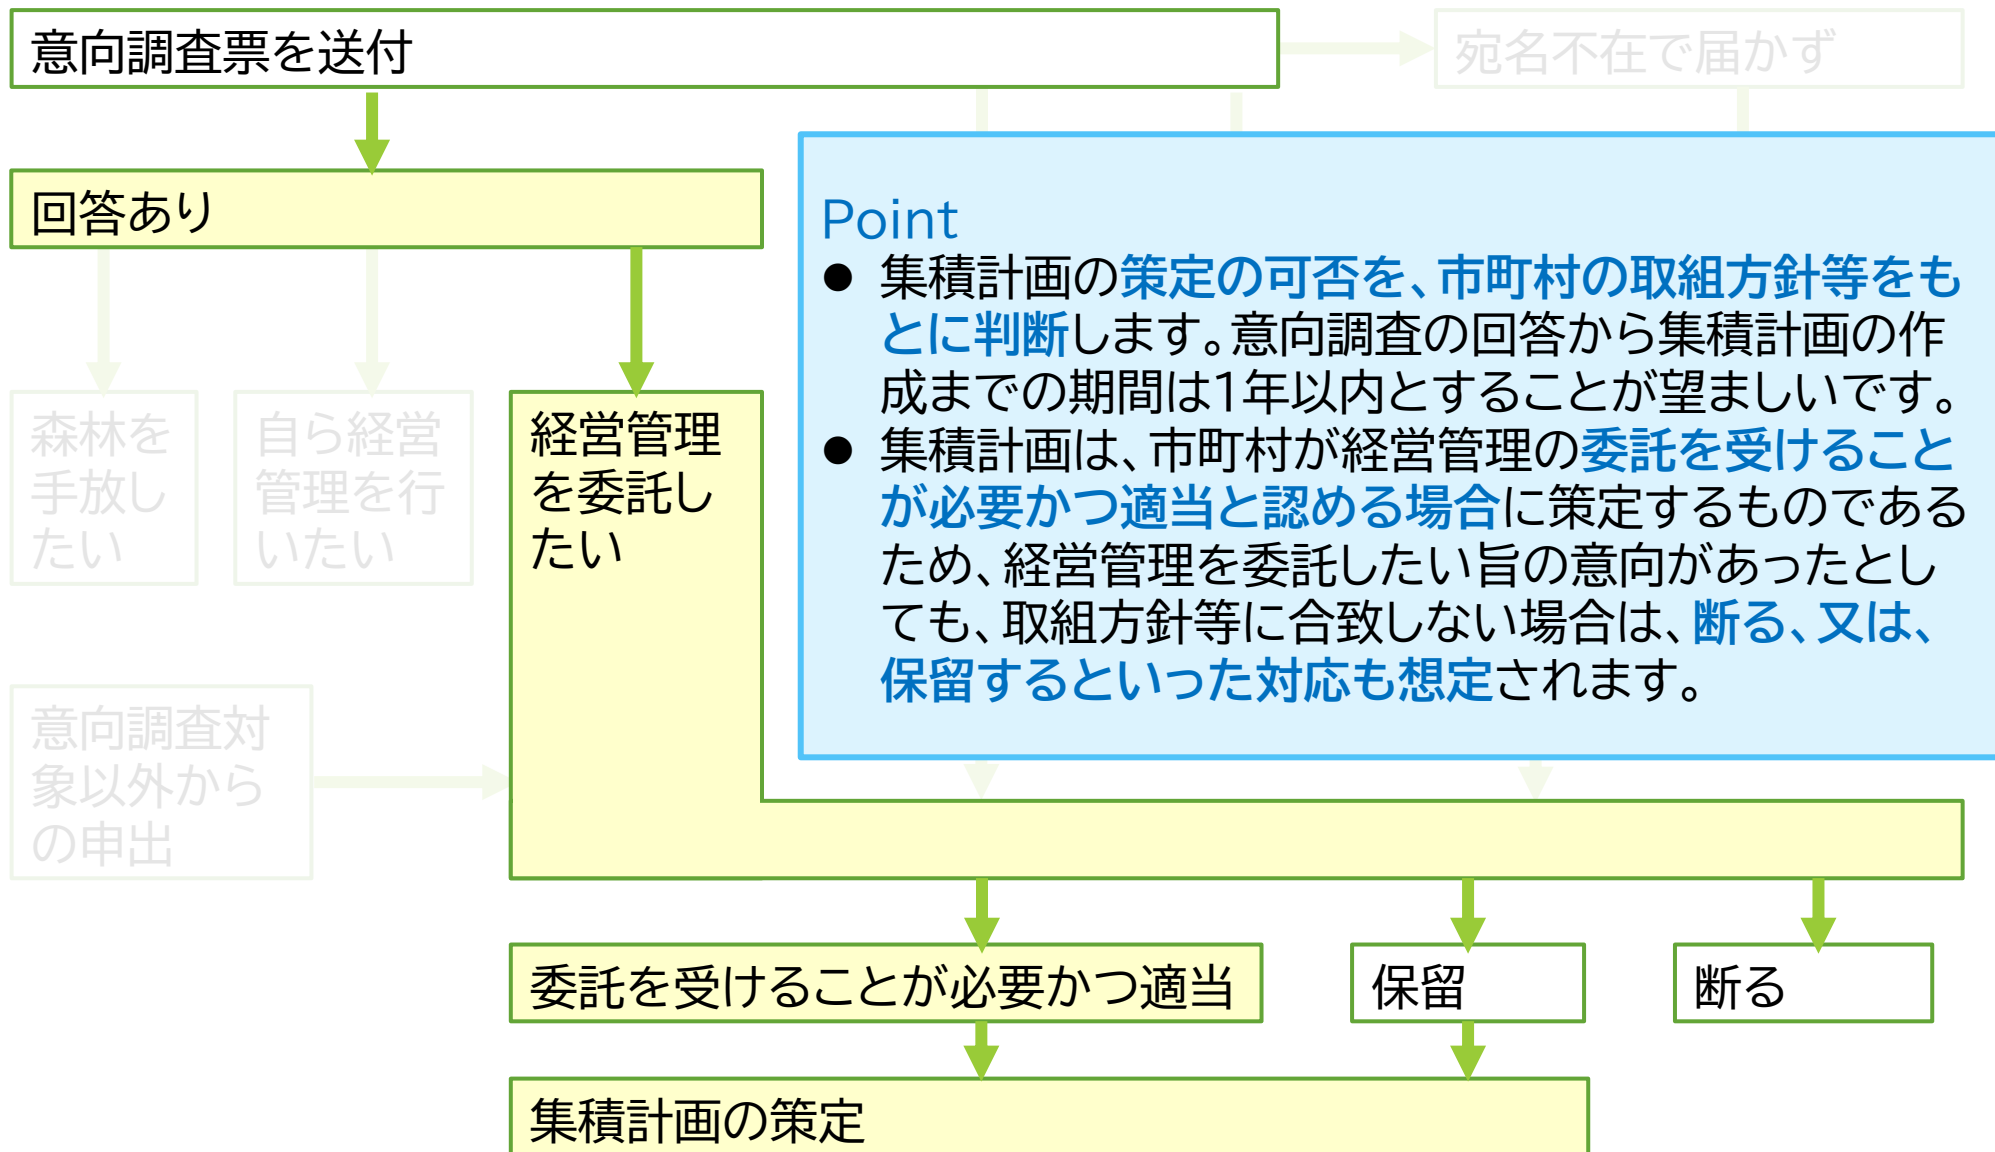 意向調査票を送付
宛名不在で届かず
回答あり
Point
● 集積計画の策定の可否を、市町村の取組方針等をも
とに判断します。意向調査の回答から集積計画の作
成までの期間は1年以内とすることが望ましいです。
● 集積計画は、市町村が経営管理の委託を受けること
が必要かつ適当と認める場合に策定するものである
ため、経営管理を委託したい旨の意向があったとし
ても、取組方針等に合致しない場合は、断る、又は、
保留するといった対応も想定されます。
森林を
手放し
たい
自ら経営
管理を行
いたい
経営管理
を委託し
たい
意向調査対
象以外から
の申出
委託を受けることが必要かつ適当
保留
断る
集積計画の策定